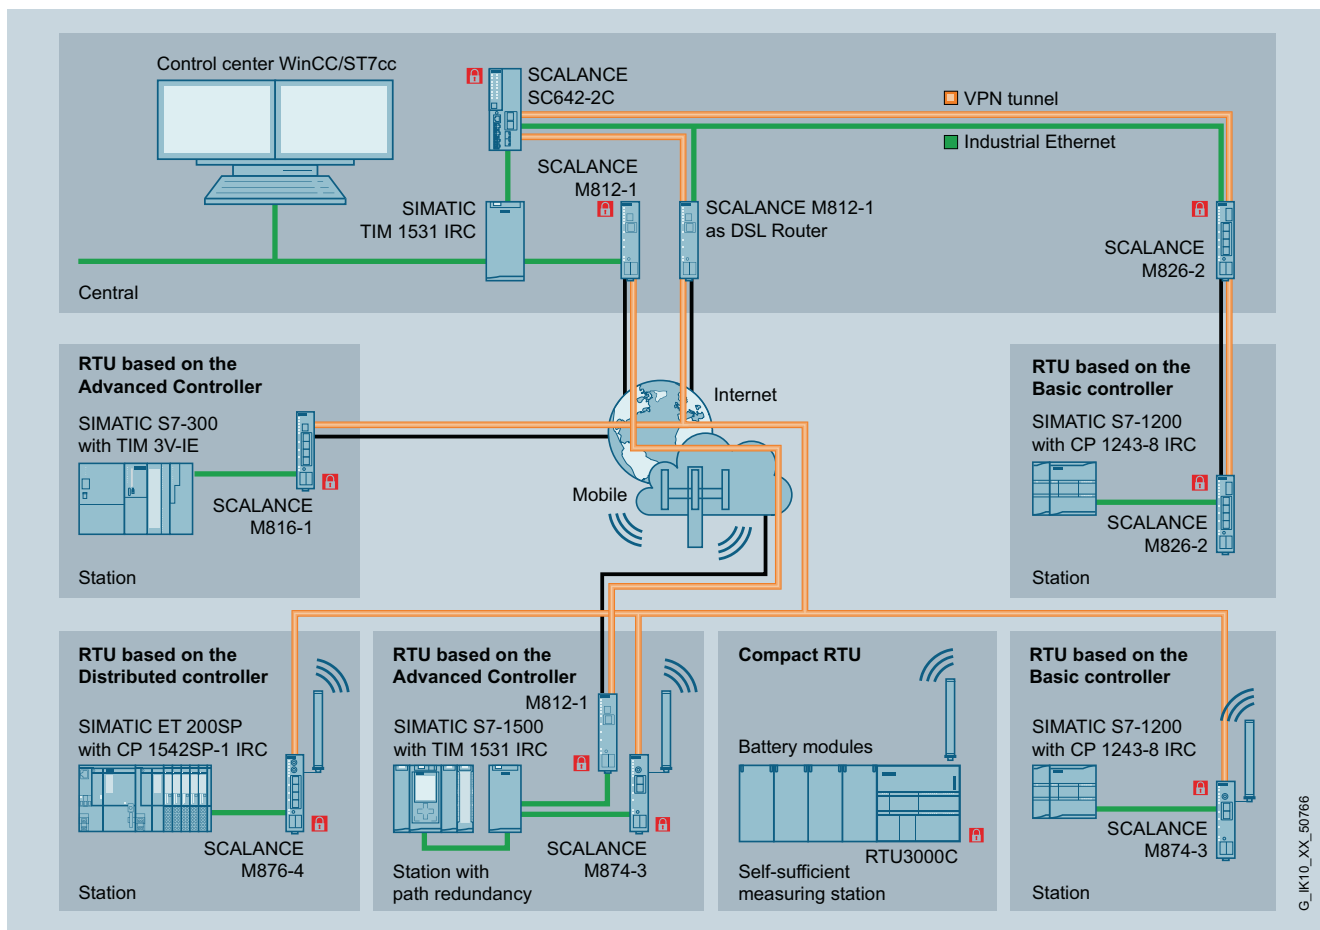 Control center WinCC/ST7cc
SCALANCE
SC642-2C
VPN tunnel
Industrial Ethernet
SCALANCE
M812-1
SIMATIC
TIM 1531 IRC
SCALANCE M812-1
as DSL Router
SCALANCE
M826-2
Central
RTU based on the
Advanced Controller
SIMATIC S7-300
with TIM 3V-IE
SCALANCE
M816-1
Station
Internet
Mobile
RTU based on the
Basic controller
SIMATIC S7-1200
with CP 1243-8 IRC
SCALANCE
M826-2
Station
RTU based on the
Distributed controller
SIMATIC ET 200SP
with CP 1542SP-1 IRC
SCALANCE
M876-4
Station
RTU based on the
Advanced Controller
M812-1
SIMATIC S7-1500
with TIM 1531 IRC
SCALANCE
M874-3
Station with
path redundancy
Compact RTU
Battery modules
RTU3000C
Self-sufficient
measuring station
RTU based on the
Basic controller
SIMATIC S7-1200
with CP 1243-8 IRC
SCALANCE
M874-3
Station
G_IK10_XX_50766